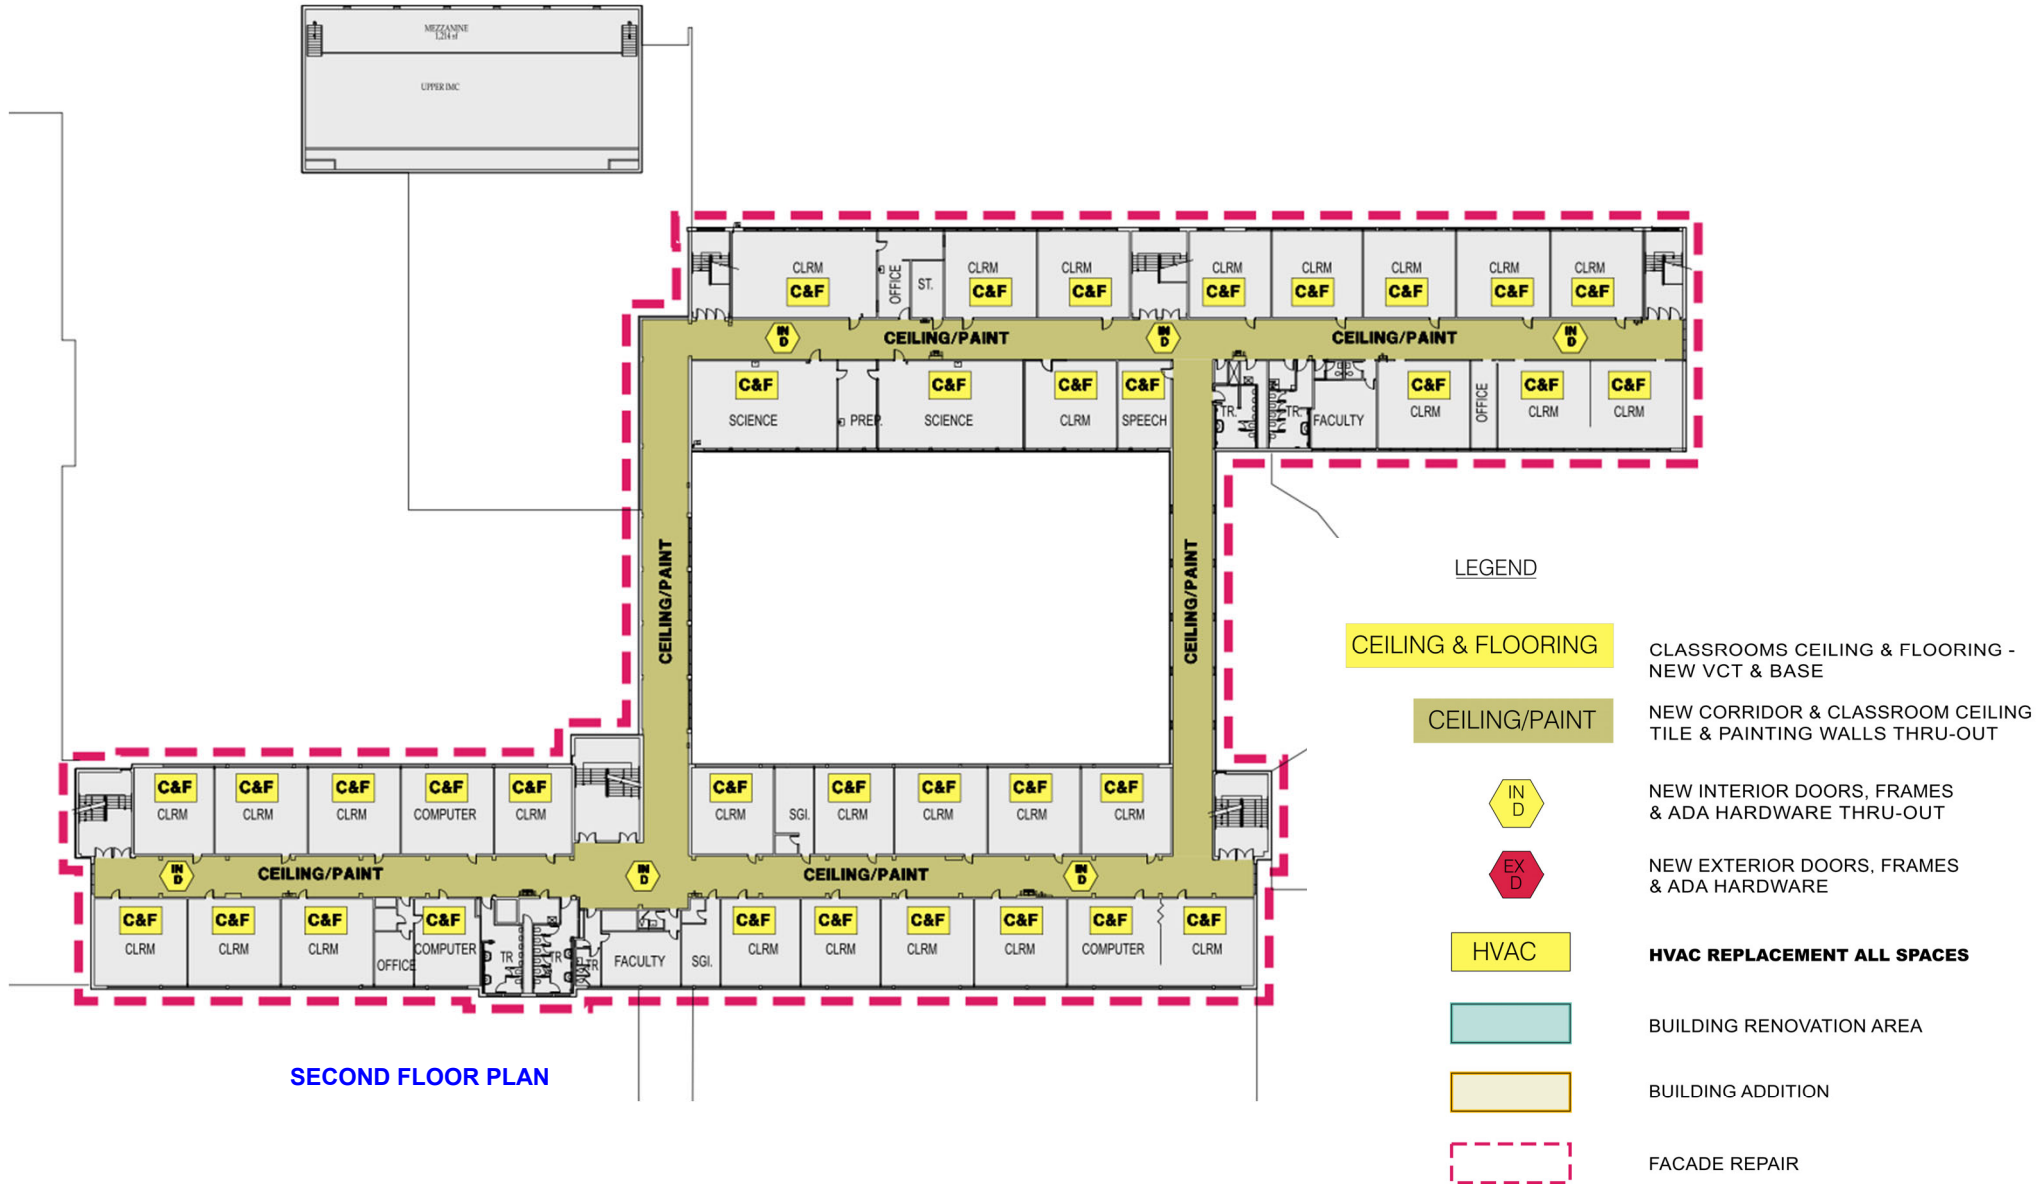 MEZZANINE
1,214 sf
UPPER IMC
CLRM
C&F
OFFICE
ST.
CLRM
C&F
CLRM
C&F
CLRM
C&F
CLRM
C&F
CLRM
C&F
CLRM
C&F
CLRM
C&F
IN
D
CEILING/PAINT
IN
D
CEILING/PAINT
IN
D
C&F
SCIENCE
PREP.
C&F
SCIENCE
C&F
CLRM
C&F
SPEECH
TR.
TR.
FACULTY
C&F
CLRM
OFFICE
C&F
CLRM
C&F
CLRM
CEILING/PAINT
CEILING/PAINT
C&F
CLRM
C&F
CLRM
C&F
CLRM
C&F
COMPUTER
C&F
CLRM
C&F
CLRM
SGI.
C&F
CLRM
C&F
CLRM
C&F
CLRM
C&F
CLRM
IN
D
CEILING/PAINT
IN
D
CEILING/PAINT
IN
D
C&F
CLRM
C&F
CLRM
C&F
CLRM
OFFICE
C&F
COMPUTER
TR
TR
TR
FACULTY
SGI.
C&F
CLRM
C&F
CLRM
C&F
CLRM
C&F
CLRM
C&F
COMPUTER
C&F
CLRM
SECOND FLOOR PLAN
LEGEND
CEILING & FLOORING
CLASSROOMS CEILING & FLOORING -
NEW VCT & BASE
CEILING/PAINT
NEW CORRIDOR & CLASSROOM CEILING
TILE & PAINTING WALLS THRU-OUT
IN
D
NEW INTERIOR DOORS, FRAMES
& ADA HARDWARE THRU-OUT
EX
D
NEW EXTERIOR DOORS, FRAMES
& ADA HARDWARE
HVAC
HVAC REPLACEMENT ALL SPACES
BUILDING RENOVATION AREA
BUILDING ADDITION
FACADE REPAIR